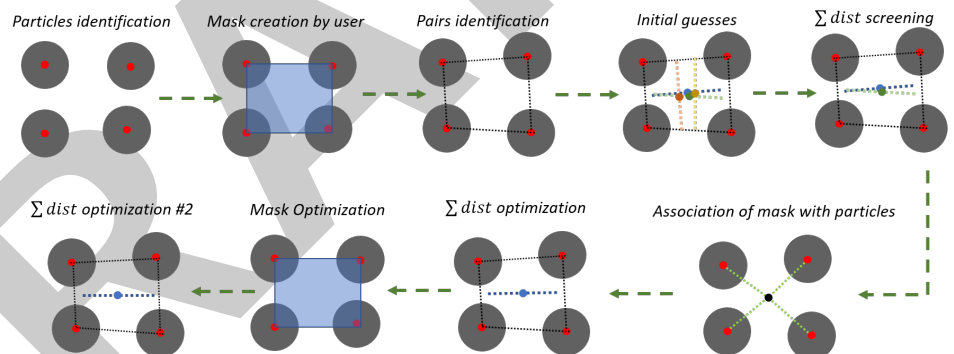 Particles identification
Mask creation by user
Pairs identification
Initial guesses
∑ dist screening
∑ dist optimization #2
Mask Optimization
∑ dist optimization
Association of mask with particles